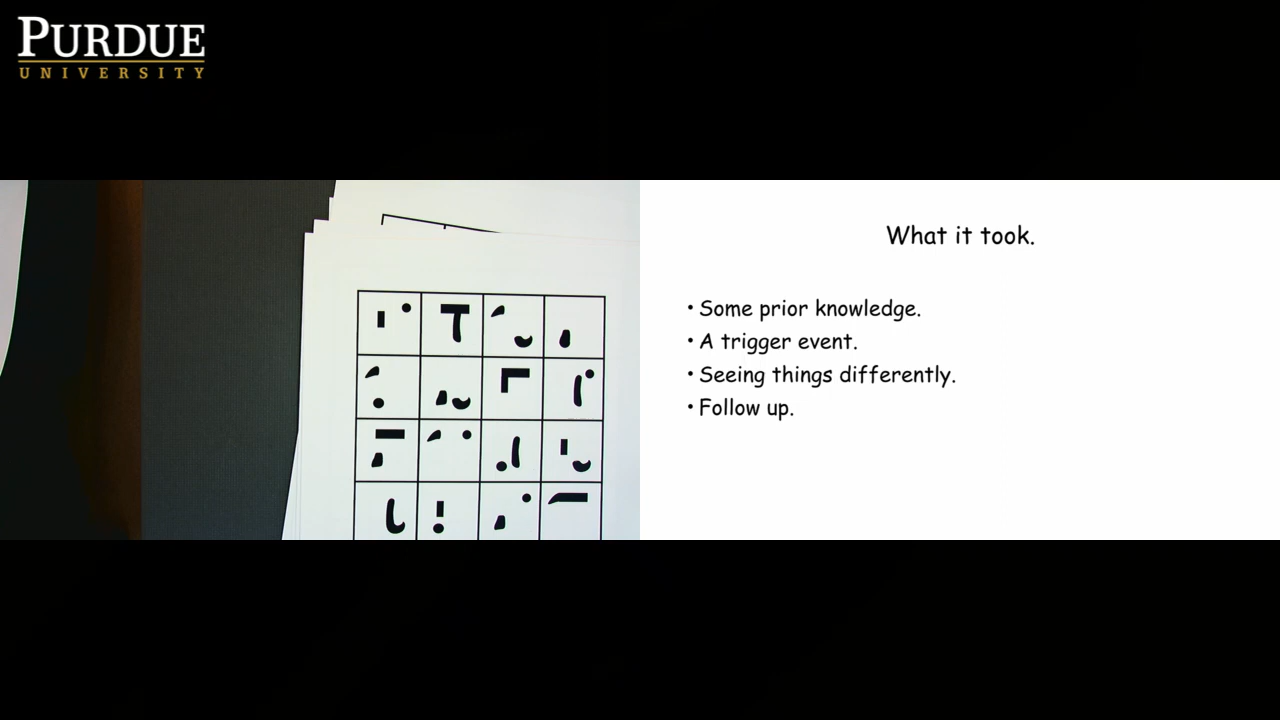 PURDUE
UNIVERSITY
What it took.
• Some prior knowledge.
• A trigger event.
• Seeing things differently.
• Follow up.